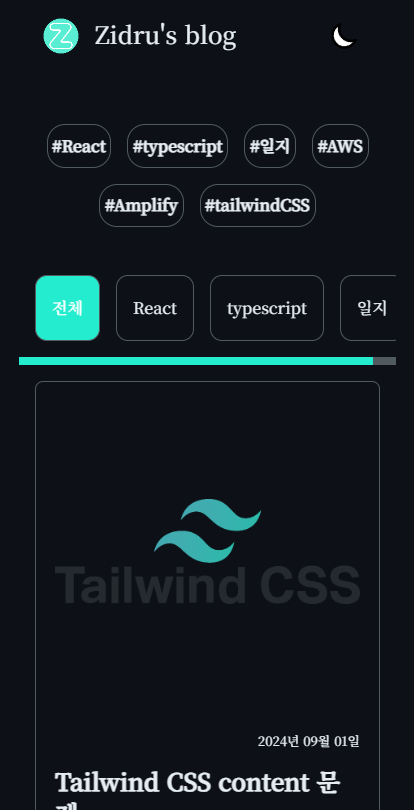 Zidru's blog
#React #typescript #일지 #AWS
#Amplify #tailwindCSS
전체 React typescript 일지
Tailwind CSS
2024년 09월 01일
Tailwind CSS content 문
제